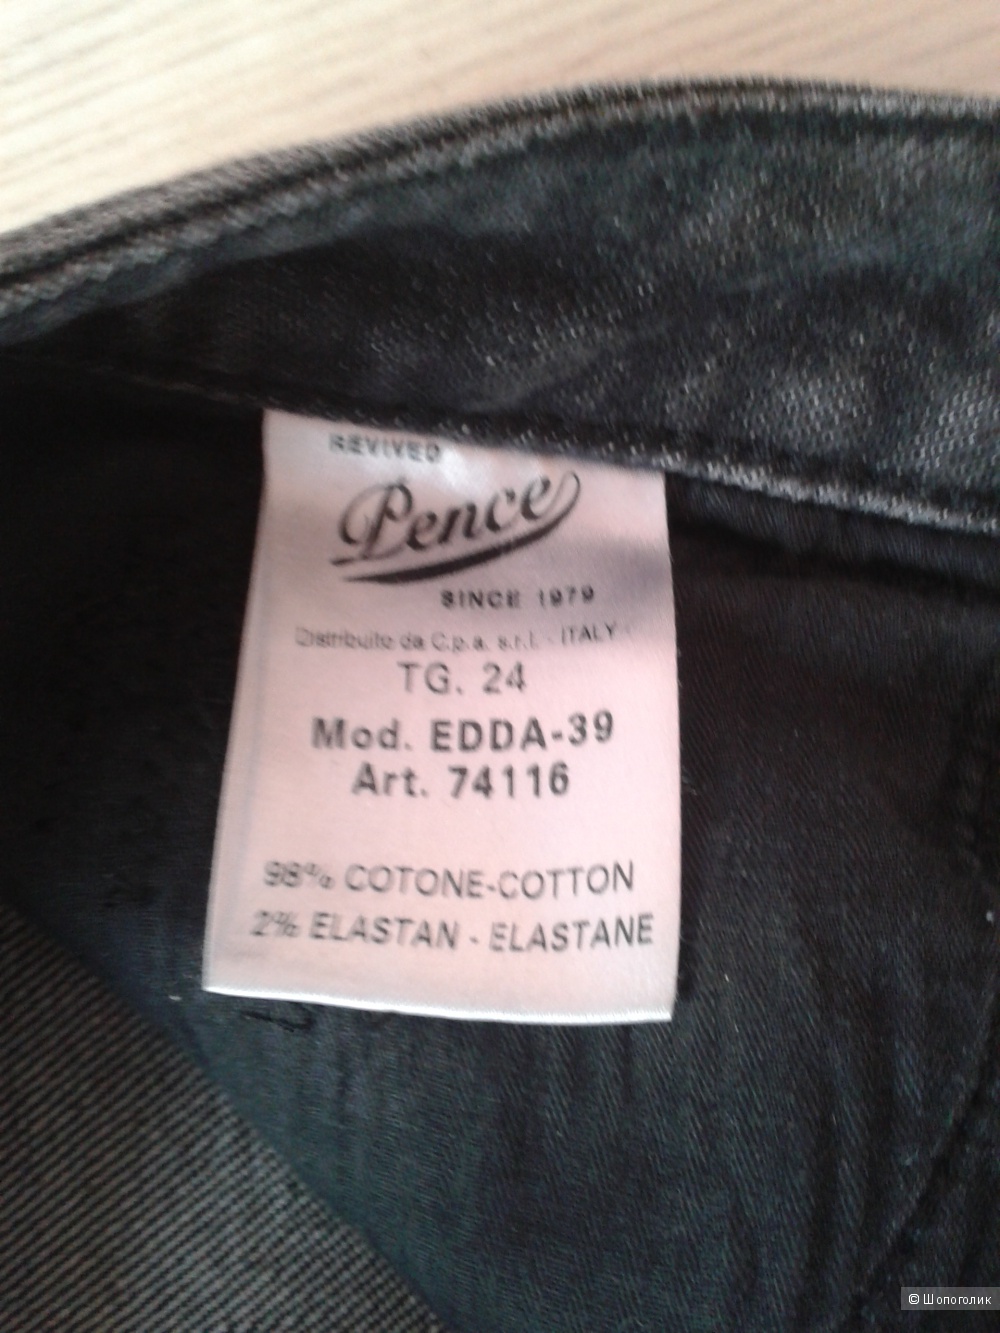 REVIVED
Pence
SINCE 1979
Distribuito da C.p.a. s.r.l. - ITALY
TG. 24
Mod. EDDA-39
Art. 74116
98% COTONE-COTTON
2% ELASTAN - ELASTANE
© Шопоголик